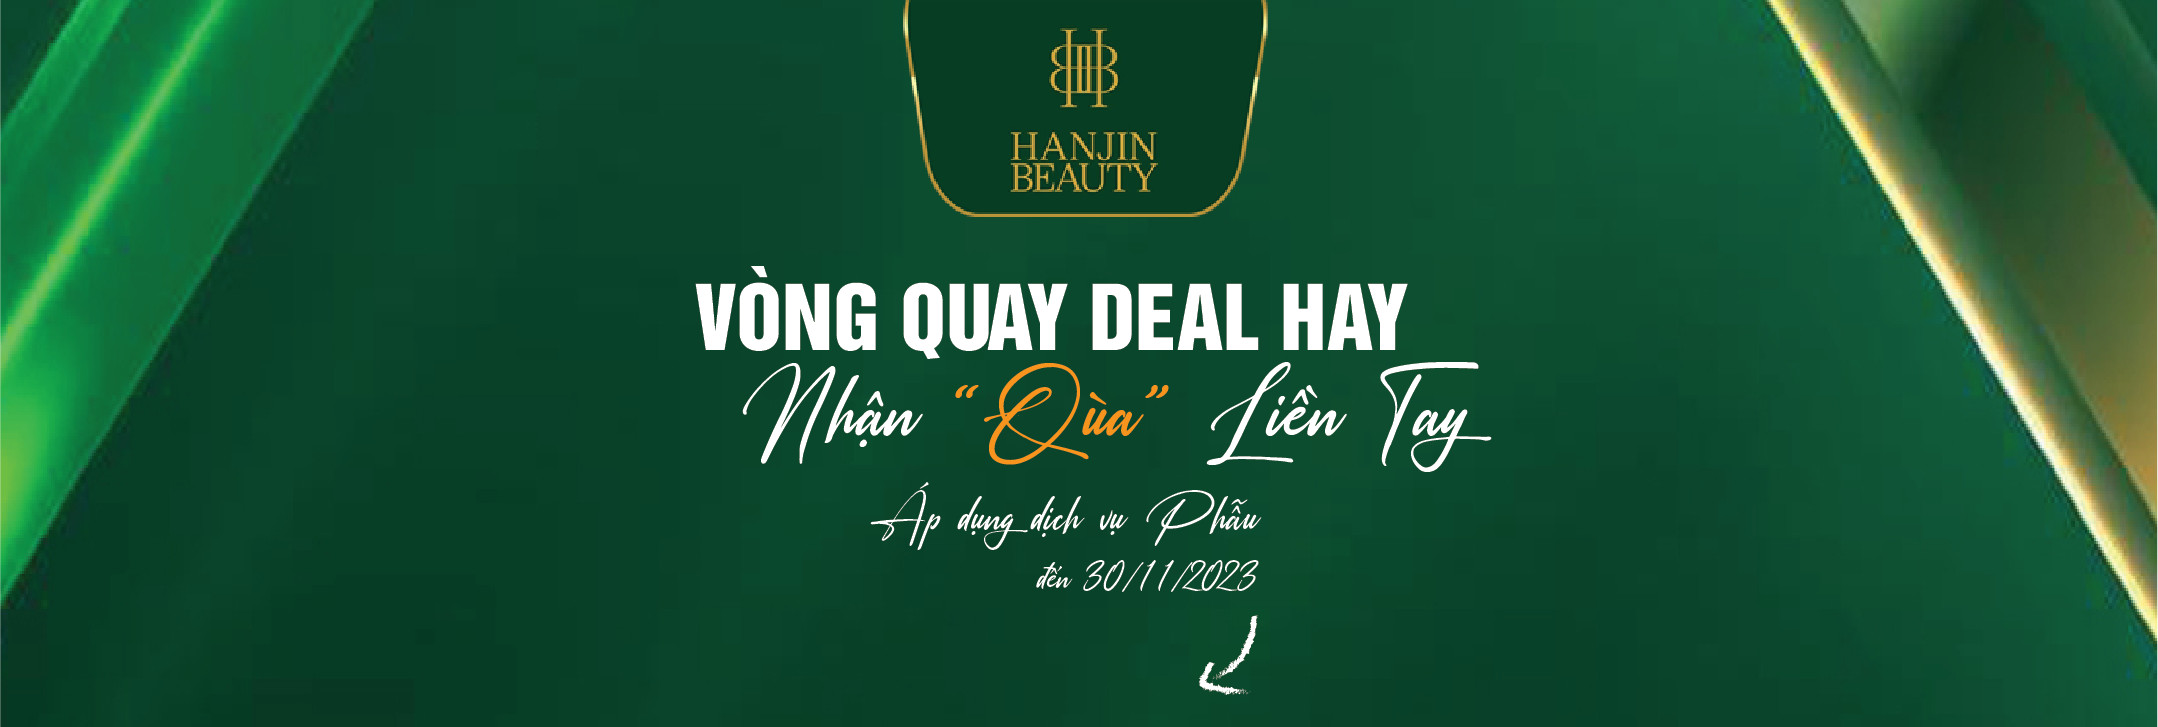 HANJIN
BEAUTY
VÒNG QUAY DEAL HAY
Nhận “Qùa” Liền Tay
Áp dụng dịch vụ Phẫu
đến 30/11/2023